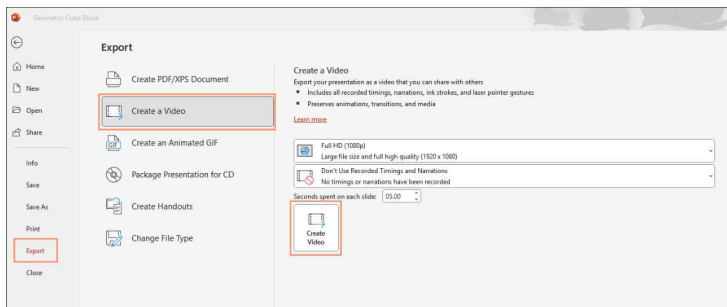 Geometric Color Block
Home
New
Open
Share
Info
Save
Save As
Print
Export
Close
Export
Create PDF/XPS Document
Create a Video
Create an Animated GIF
Package Presentation for CD
Create Handouts
Change File Type
Create a Video
Export your presentation as a video that you can share with others
Includes all recorded timings, narrations, ink strokes, and laser pointer gestures
Preserves animations, transitions, and media
Learn more
Full HD (1080p)
Large file size and full high quality (1920 x 1080)
Don't Use Recorded Timings and Narrations
No timings or narrations have been recorded
Seconds spent on each slide: 05.00
Create
Video